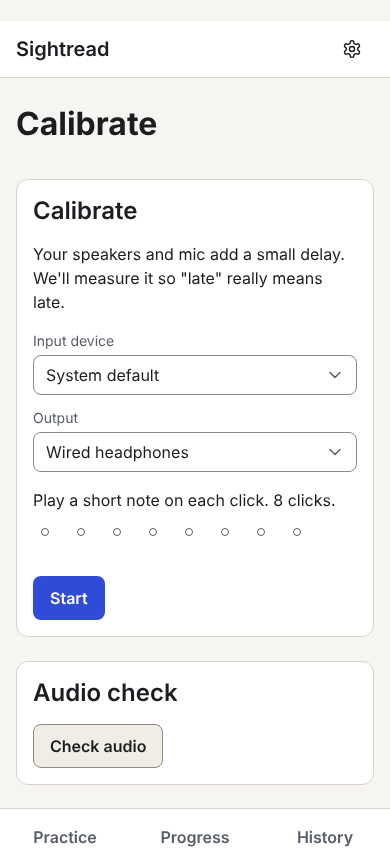 Sightread
Calibrate
Calibrate
Your speakers and mic add a small delay.
We'll measure it so "late" really means
late.
Input device
System default
Output
Wired headphones
Play a short note on each click. 8 clicks.
Start
Audio check
Check audio
Practice Progress History